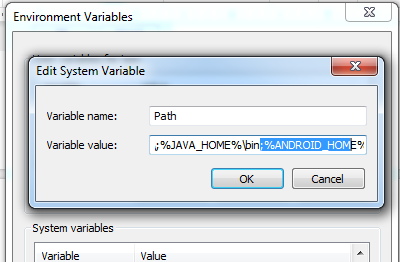 Environment Variables
Edit System Variable
Variable name: Path
Variable value: ;%JAVA_HOME%\bin;%ANDROID_HOME%
OK Cancel
System variables
Variable Value